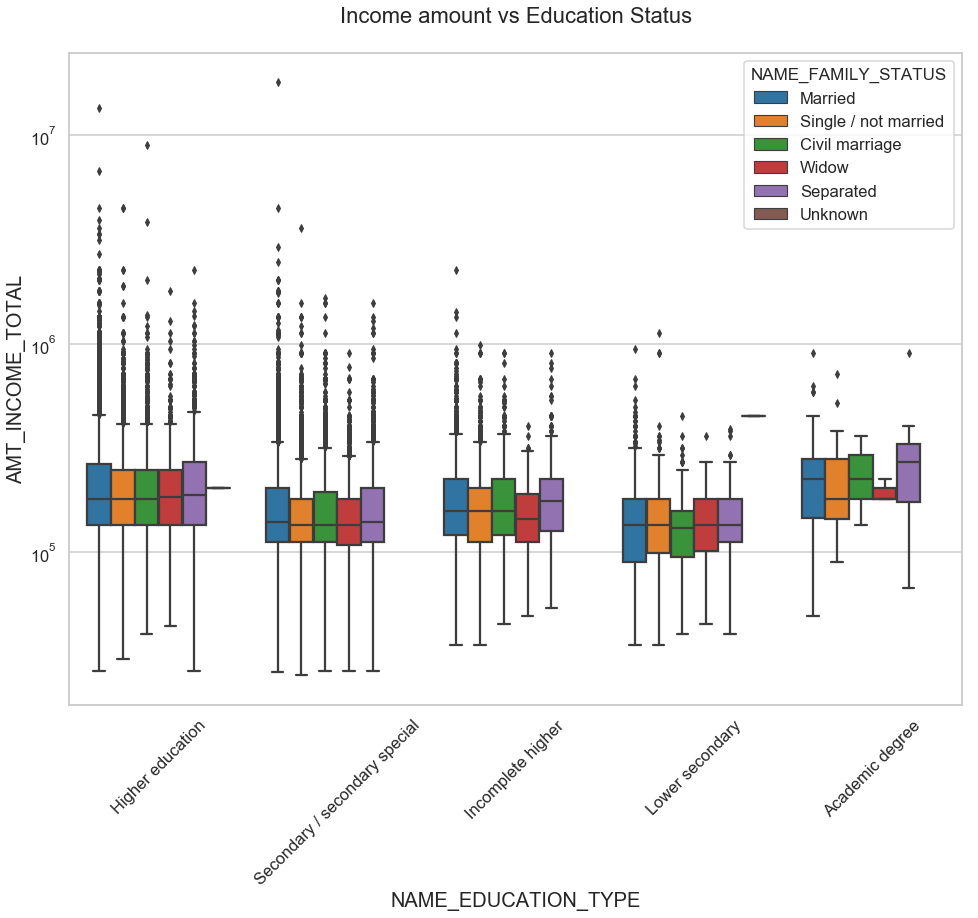 Income amount vs Education Status
NAME_FAMILY_STATUS
Married
Single / not married
Civil marriage
Widow
Separated
Unknown
AMT_INCOME_TOTAL
10^7
10^6
10^5
Higher education
Secondary / secondary special
Incomplete higher
Lower secondary
Academic degree
NAME_EDUCATION_TYPE